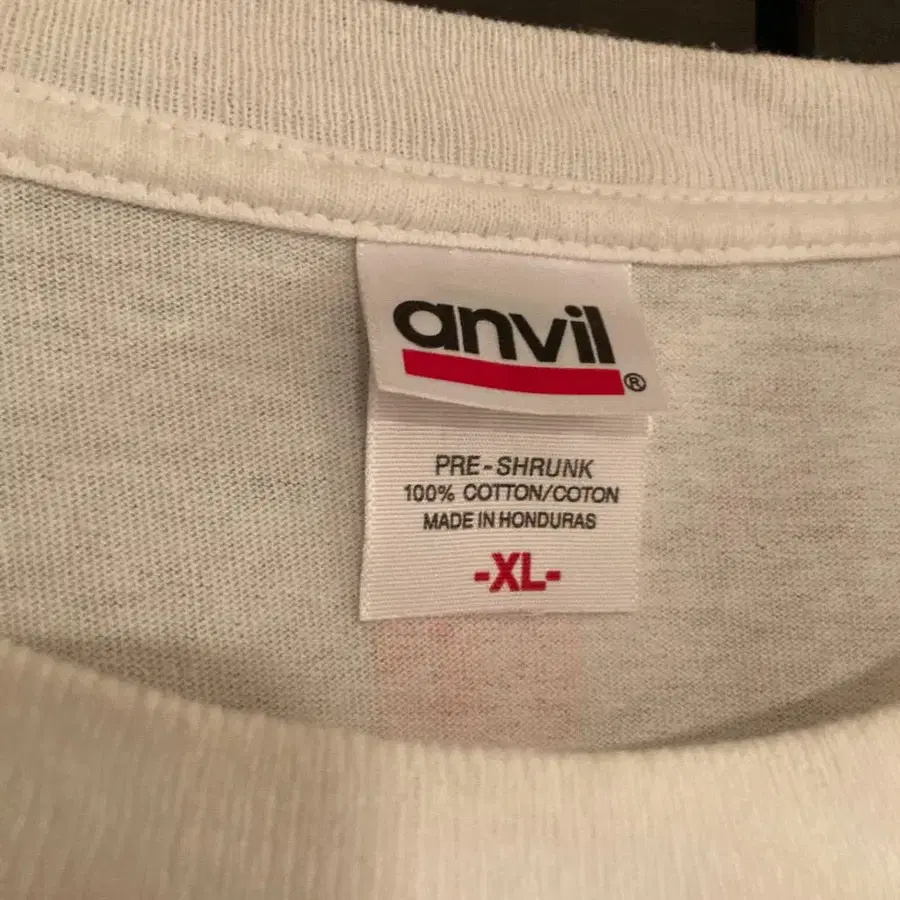 anvil®
PRE-SHRUNK
100% COTTON/COTON
MADE IN HONDURAS
-XL-